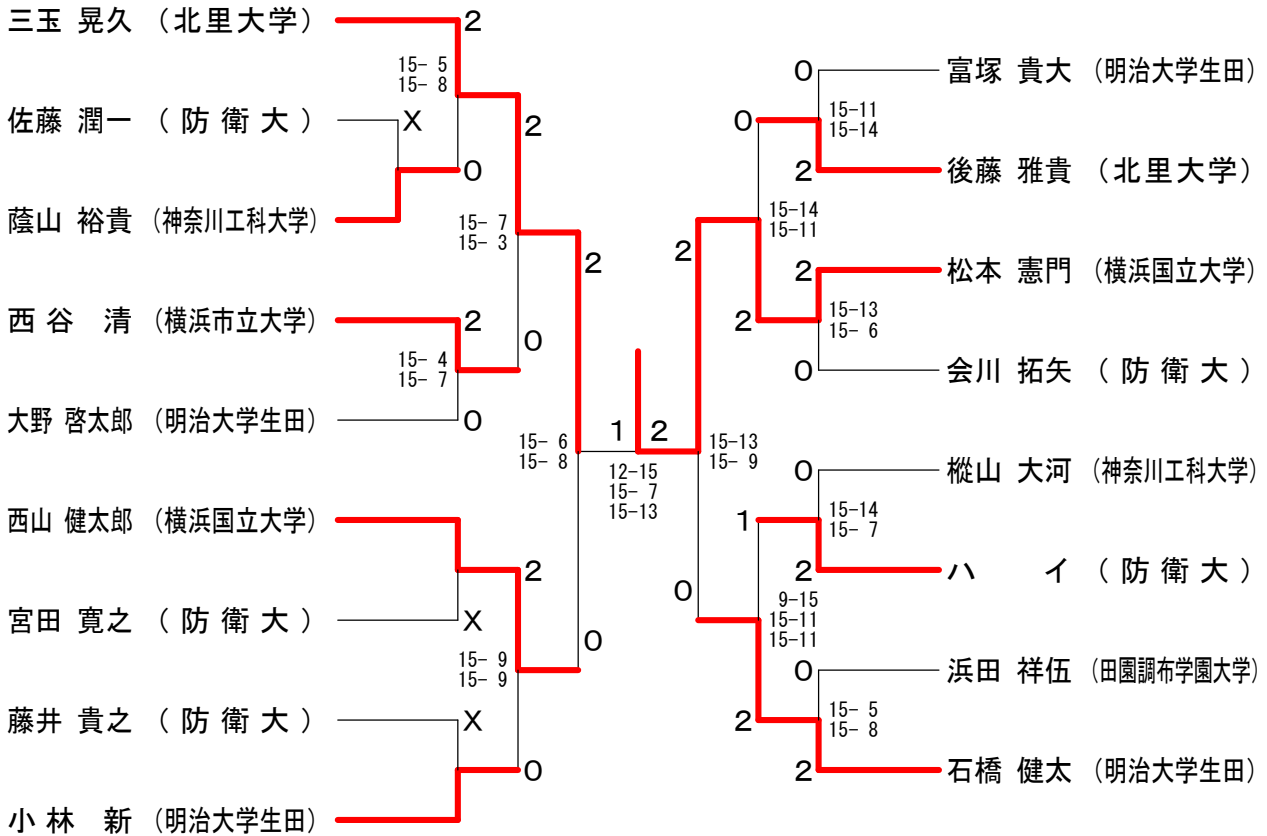 三玉 晃久 （北里大学）
2
15- 5
15- 8
佐藤 潤一 （防衛大）
X
2
0
蔭山 裕貴 （神奈川工科大学）
15- 7
15- 3
2
西谷 清 （横浜市立大学）
2
0
15- 4
15- 7
大野 啓太郎 （明治大学生田）
0
15- 6
15- 8
西山 健太郎 （横浜国立大学）
2
宮田 寛之 （防衛大）
X
0
15- 9
15- 9
藤井 貴之 （防衛大）
X
0
小林 新 （明治大学生田）
1
2
12-15
15- 7
15-13
0
富塚 貴大 （明治大学生田）
15-11
15-14
0
2
後藤 雅貴 （北里大学）
15-14
15-11
2
2
松本 憲門 （横浜国立大学）
15-13
15- 6
2
0
会川 拓矢 （防衛大）
15-13
15- 9
0
樅山 大河 （神奈川工科大学）
15-14
15- 7
1
2
ハイ （防衛大）
0
9-15
15-11
15-11
0
浜田 祥伍 （田園調布学園大学）
15- 5
15- 8
2
2
石橋 健太 （明治大学生田）